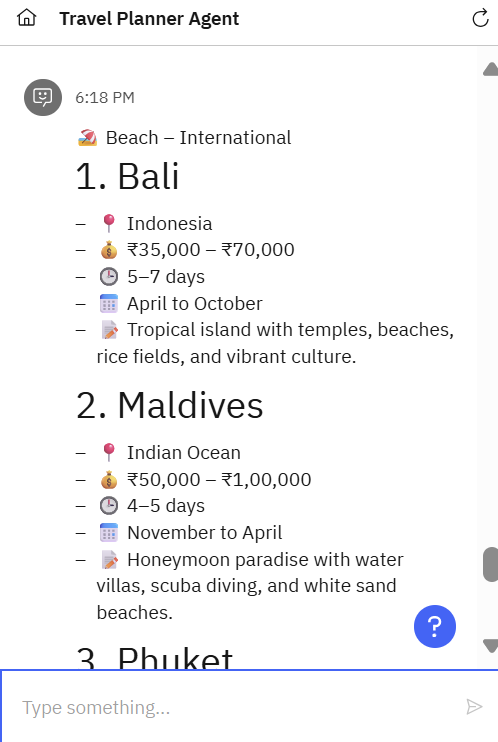 Travel Planner Agent
6:18 PM
Beach – International
1. Bali
– Indonesia
– ₹35,000 – ₹70,000
– 5–7 days
– April to October
– Tropical island with temples, beaches,
rice fields, and vibrant culture.
2. Maldives
– Indian Ocean
– ₹50,000 – ₹1,00,000
– 4–5 days
– November to April
– Honeymoon paradise with water
villas, scuba diving, and white sand
beaches.
?
3. Phuket
Type something...